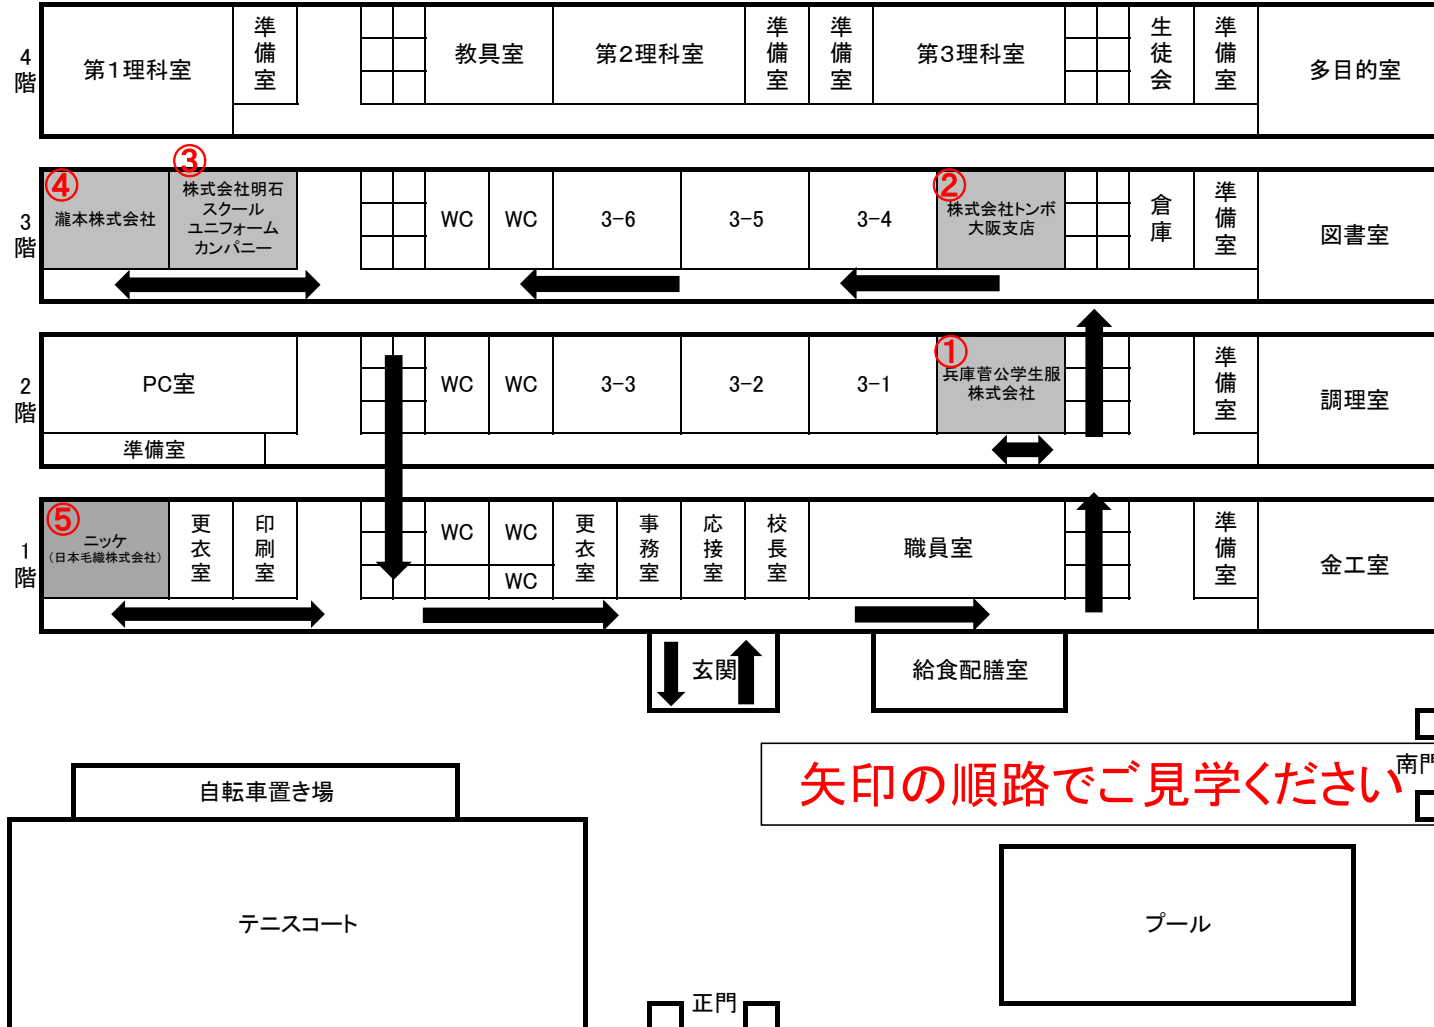 4階
第1理科室
準備室
教具室
第2理科室
準備室
準備室
第3理科室
生徒会
準備室
多目的室
3階
④
瀧本株式会社
③
株式会社明石
スクール
ユニフォーム
カンパニー
WC
WC
3-6
3-5
3-4
②
株式会社トンボ
大阪支店
倉庫
準備室
図書室
2階
PC室
準備室
WC
WC
3-3
3-2
3-1
①
兵庫菅公学生服
株式会社
準備室
調理室
1階
⑤
ニッケ
(日本毛織株式会社)
更衣室
印刷室
WC
WC
WC
更衣室
事務室
応接室
校長室
職員室
準備室
金工室
玄関
給食配膳室
矢印の順路でご見学ください
南門
自転車置き場
テニスコート
プール
正門